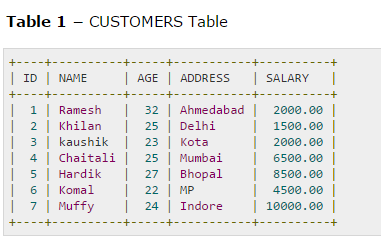 Table 1 − CUSTOMERS Table
+----+----------+-----+-----------+----------+
| ID | NAME     | AGE | ADDRESS   | SALARY   |
+----+----------+-----+-----------+----------+
|  1 | Ramesh   |  32 | Ahmedabad |  2000.00 |
|  2 | Khilan   |  25 | Delhi     |  1500.00 |
|  3 | kaushik  |  23 | Kota      |  2000.00 |
|  4 | Chaitali |  25 | Mumbai    |  6500.00 |
|  5 | Hardik   |  27 | Bhopal    |  8500.00 |
|  6 | Komal    |  22 | MP        |  4500.00 |
|  7 | Muffy    |  24 | Indore    | 10000.00 |
+----+----------+-----+-----------+----------+